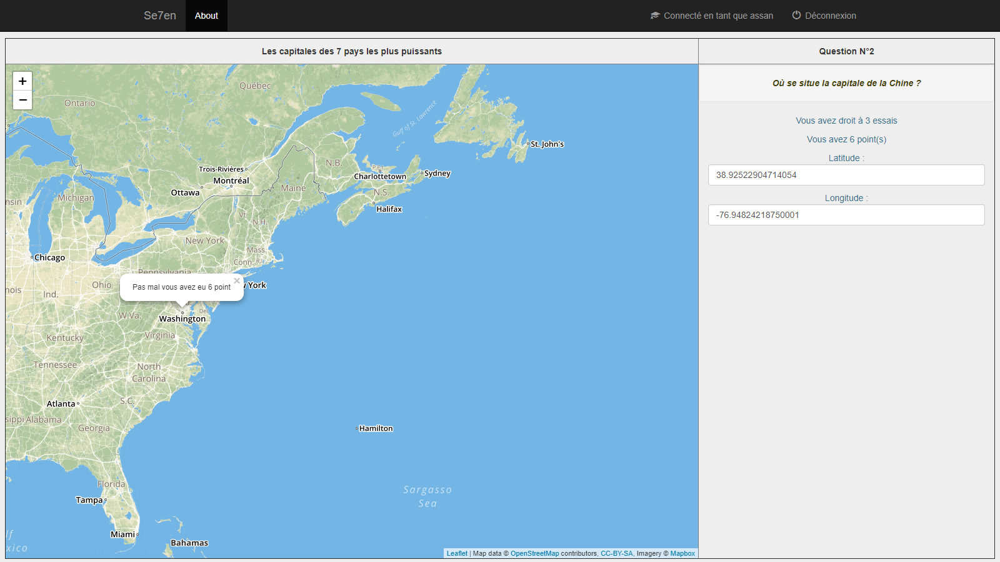 Se7en
About
Connecté en tant que assan
Déconnexion
Les capitales des 7 pays les plus puissants
Question N°2
+
−
Où se situe la capitale de la Chine ?
Vous avez droit à 3 essais
Vous avez 6 point(s)
Latitude :
38.92522904714054
Longitude :
-76.94824218750001
Québec
Ontario
Gulf of St. Lawrence
St. John's
N.B.
P.E.I.
Charlottetown
Sydney
Trois-Rivières
Montréal
Maine
Ottawa
N.S.
Halifax
Michigan
nsin
Vt.
N.H.
New York
Mass.
Conn.
R.I.
Chicago
Pennsylvania
York
Pas mal vous avez eu 6 point
×
Ohio
nois
Ind.
W.Va.
Del.
Washington
Virginia
Kentucky
Tennessee
North
Carolina
Atlanta
S.C.
sippi
Alabama
Georgia
Hamilton
Florida
Sargasso
Sea
Tampa
Miami
lf
xico
Bahamas
Leaflet | Map data © OpenStreetMap contributors, CC-BY-SA, Imagery © Mapbox